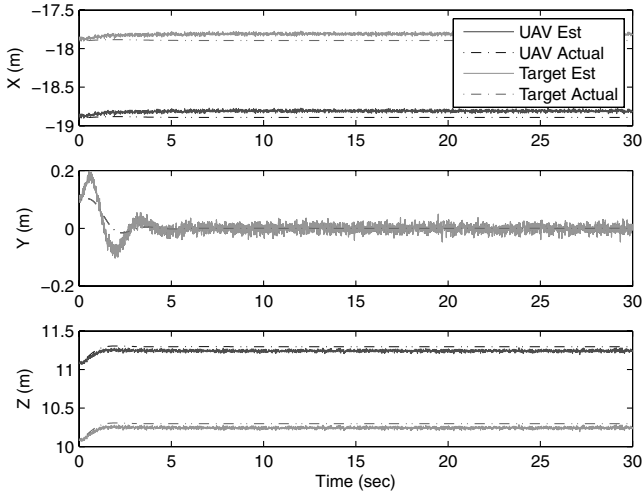 −17.5
−18
−18.5
−19
X (m)
0 5 10 15 20 25 30
UAV Est
UAV Actual
Target Est
Target Actual
0.2
0
−0.2
Y (m)
0 5 10 15 20 25 30
11.5
11
10.5
10
Z (m)
0 5 10 15 20 25 30
Time (sec)